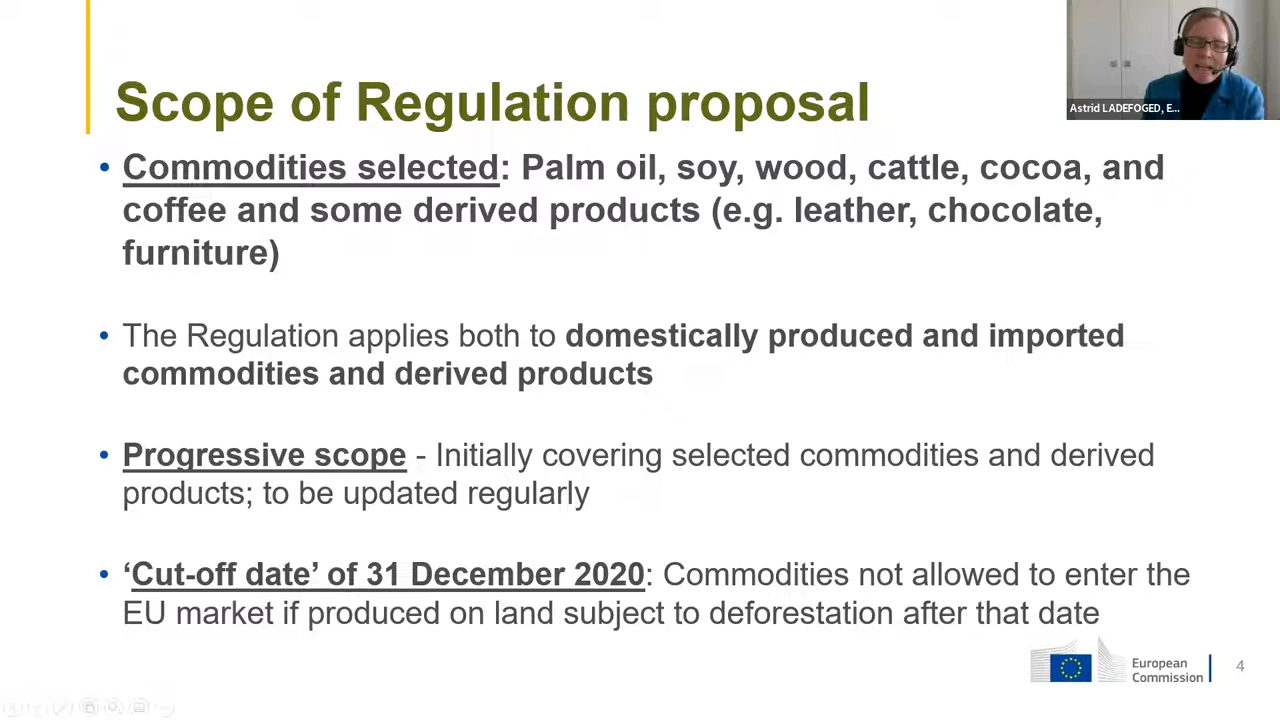 Scope of Regulation proposal
Astrid LADEFOGED, E...
• Commodities selected: Palm oil, soy, wood, cattle, cocoa, and
coffee and some derived products (e.g. leather, chocolate,
furniture)
• The Regulation applies both to domestically produced and imported
commodities and derived products
• Progressive scope - Initially covering selected commodities and derived
products; to be updated regularly
• ‘Cut-off date’ of 31 December 2020: Commodities not allowed to enter the
EU market if produced on land subject to deforestation after that date
European
Commission
4